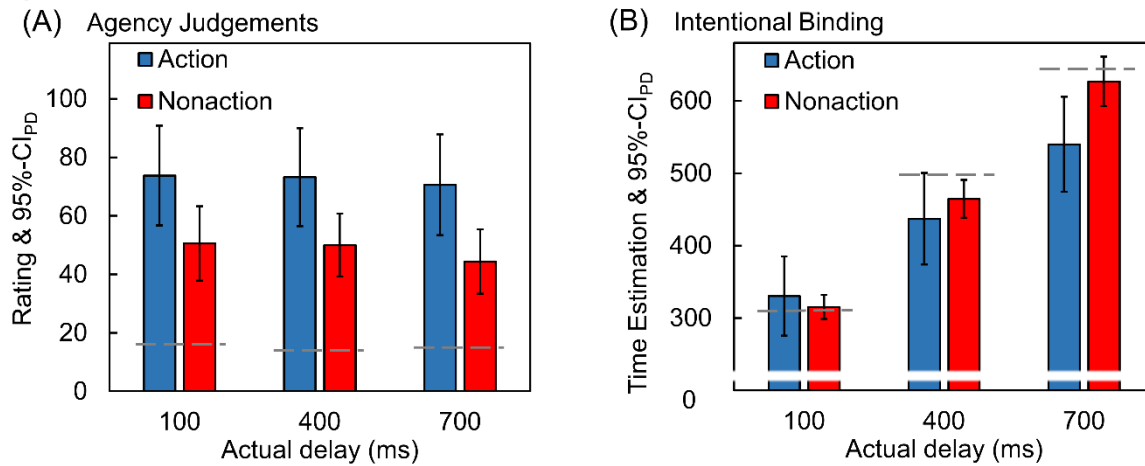 (A) Agency Judgements
Action
Nonaction
Rating & 95%-CIPD
100
80
60
40
20
0
100
400
700
Actual delay (ms)
(B) Intentional Binding
Action
Nonaction
Time Estimation & 95%-CIPD
600
500
400
300
0
100
400
700
Actual delay (ms)